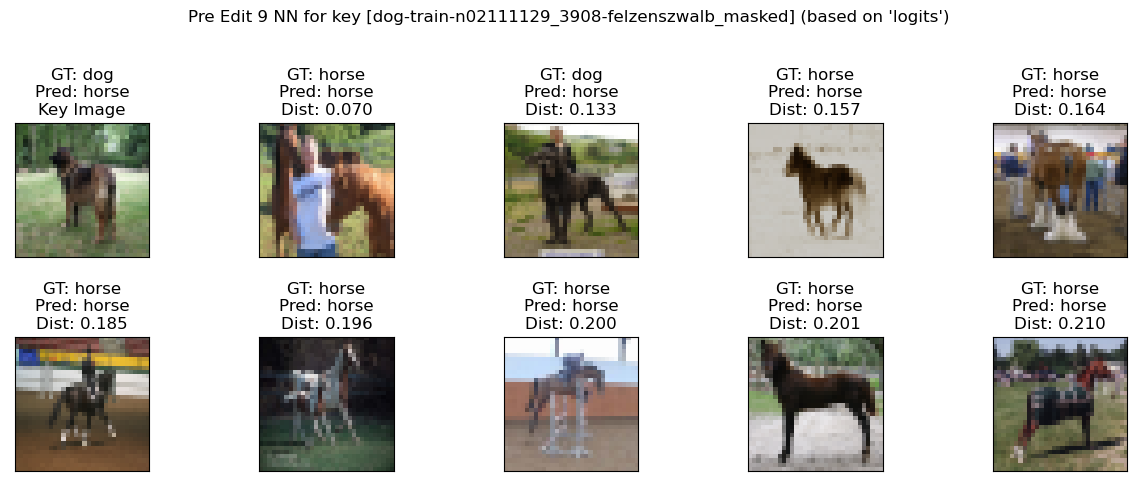 Pre Edit 9 NN for key [dog-train-n02111129_3908-felzenszwalb_masked] (based on 'logits')
GT: dog
Pred: horse
Key Image
GT: horse
Pred: horse
Dist: 0.070
GT: dog
Pred: horse
Dist: 0.133
GT: horse
Pred: horse
Dist: 0.157
GT: horse
Pred: horse
Dist: 0.164
GT: horse
Pred: horse
Dist: 0.185
GT: horse
Pred: horse
Dist: 0.196
GT: horse
Pred: horse
Dist: 0.200
GT: horse
Pred: horse
Dist: 0.201
GT: horse
Pred: horse
Dist: 0.210